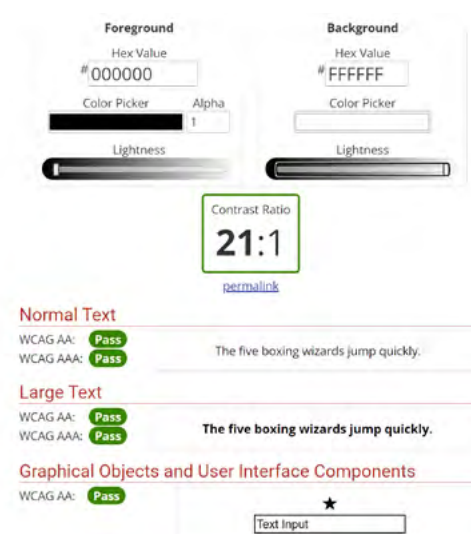 Foreground Background
Hex Value Hex Value
# 000000 # FFFFFF
Color Picker Alpha Color Picker
1
Lightness Lightness
Contrast Ratio
21:1
permalink
Normal Text
WCAG AA: Pass
WCAG AAA: Pass The five boxing wizards jump quickly.
Large Text
WCAG AA: Pass
WCAG AAA: Pass The five boxing wizards jump quickly.
Graphical Objects and User Interface Components
WCAG AA: Pass
Text Input